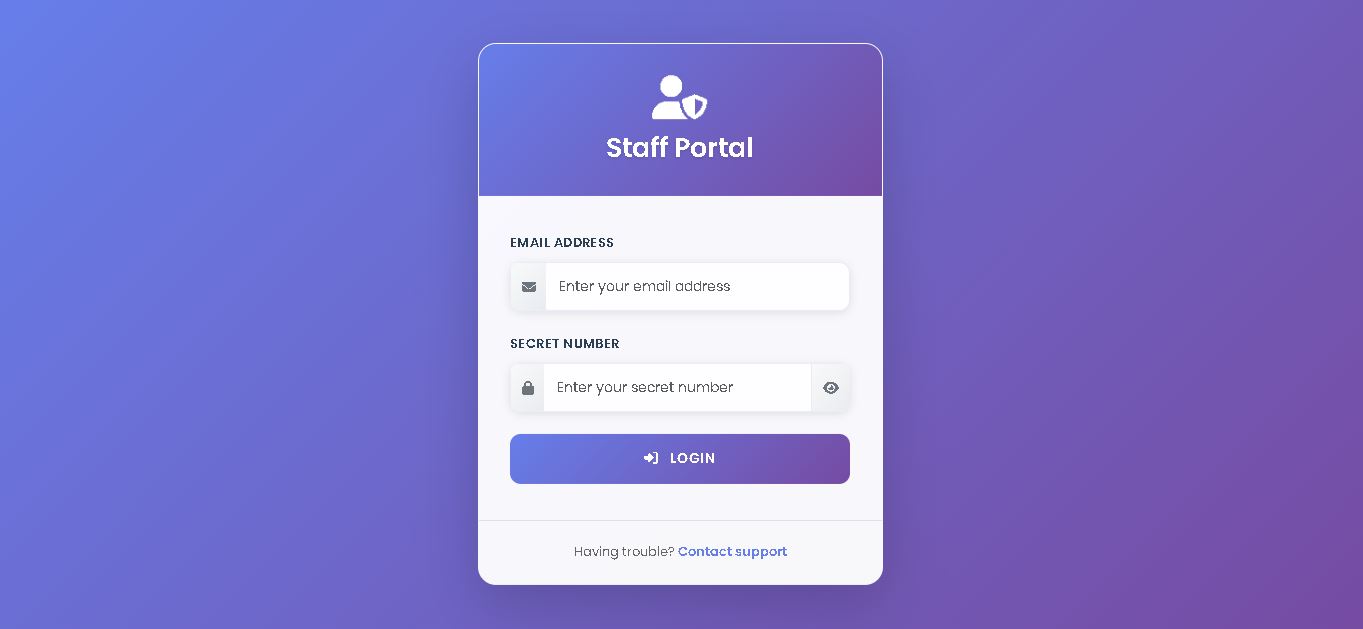 Staff Portal
EMAIL ADDRESS
Enter your email address
SECRET NUMBER
Enter your secret number
LOGIN
Having trouble? Contact support